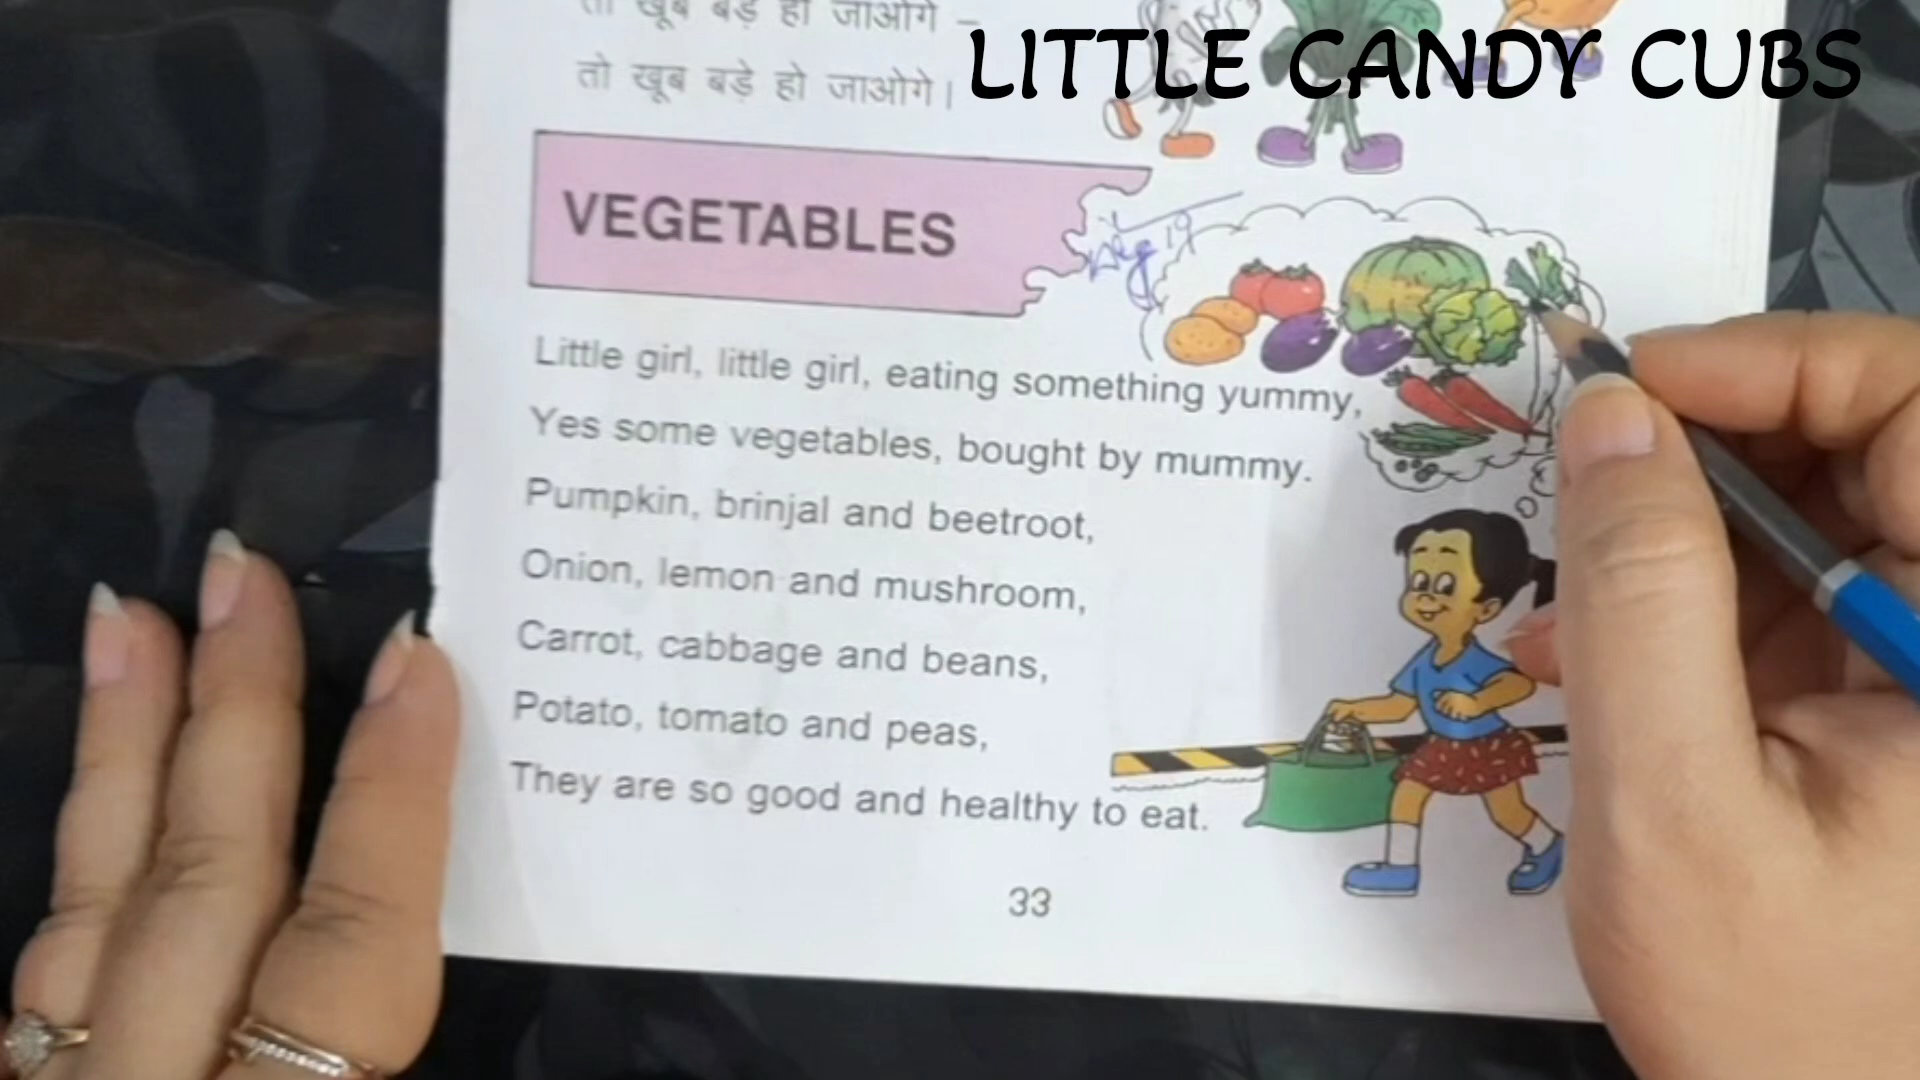 तो खूब बड़े हो जाओगे –
तो खूब बड़े हो जाओगे।
LITTLE CANDY CUBS
VEGETABLES
Little girl, little girl, eating something yummy,
Yes some vegetables, bought by mummy.
Pumpkin, brinjal and beetroot,
Onion, lemon and mushroom,
Carrot, cabbage and beans,
Potato, tomato and peas,
They are so good and healthy to eat.
33